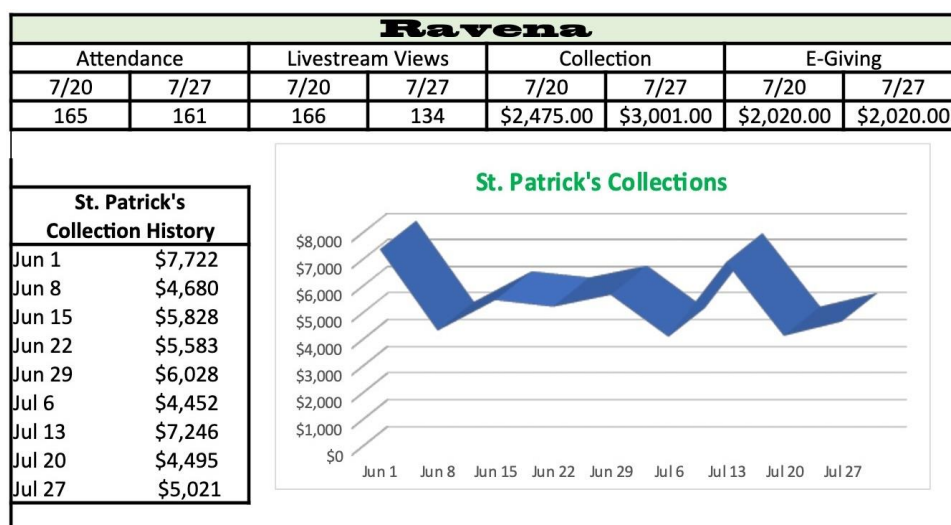 Ravena
Attendance Livestream Views Collection E-Giving
7/20 7/27 7/20 7/27 7/20 7/27 7/20 7/27
165 161 166 134 $2,475.00 $3,001.00 $2,020.00 $2,020.00
St. Patrick's
Collection History
Jun 1 $7,722
Jun 8 $4,680
Jun 15 $5,828
Jun 22 $5,583
Jun 29 $6,028
Jul 6 $4,452
Jul 13 $7,246
Jul 20 $4,495
Jul 27 $5,021
St. Patrick's Collections
$8,000
$7,000
$6,000
$5,000
$4,000
$3,000
$2,000
$1,000
$0
Jun 1 Jun 8 Jun 15 Jun 22 Jun 29 Jul 6 Jul 13 Jul 20 Jul 27